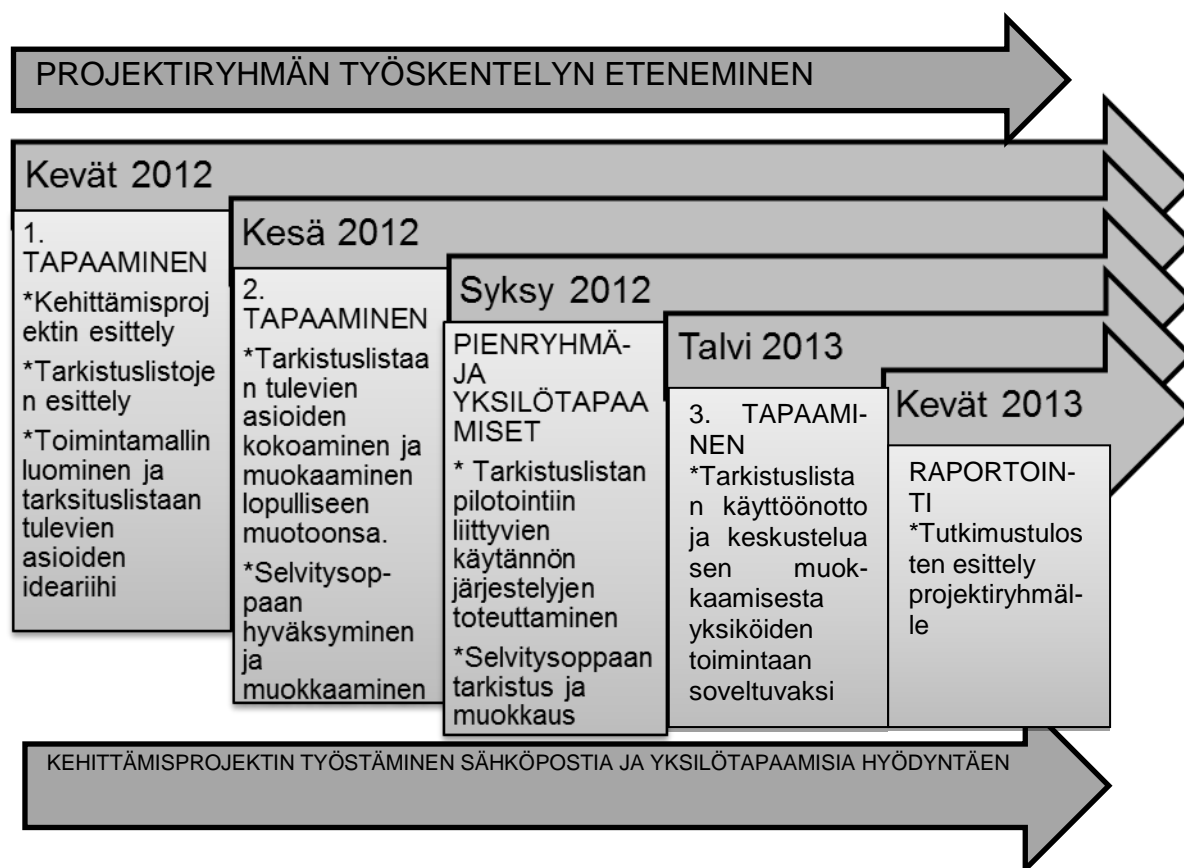 PROJEKTIRYHMÄN TYÖSKENTELYN ETENEMINEN
Kevät 2012
1.
TAPAAMINEN
*Kehittämisproj
ektin esittely
*Tarkistuslistoje
n esittely
*Toimintamallin
luominen ja
tarksituslistaan
tulevien
asioiden
ideariihi
Kesä 2012
2.
TAPAAMINEN
*Tarkistuslistaa
n tulevien
asioiden
kokoaminen ja
muokaaminen
lopulliseen
muotoonsa.
*Selvitysop-
paan
hyväksyminen
ja
muokkaaminen
Syksy 2012
PIENRYHMÄ-
JA
YKSILÖTAPAA
MISET
* Tarkistuslistan
pilotointiin
liittyvien
käytännön
järjestelyjen
toteuttaminen
*Selvitysoppaan
tarkistus ja
muokkaus
Talvi 2013
3. TAPAAMI-
NEN
*Tarkistuslista
n käyttöönotto
ja keskustelua
sen muok-
kaamisesta
yksiköiden
toimintaan
soveltuvaksi
Kevät 2013
RAPORTOIN-
TI
*Tutkimustulos
ten esittely
projektiryhmäl-
le
KEHITTÄMISPROJEKTIN TYÖSTÄMINEN SÄHKÖPOSTIA JA YKSILÖTAPAAMISIA HYÖDYNTÄEN